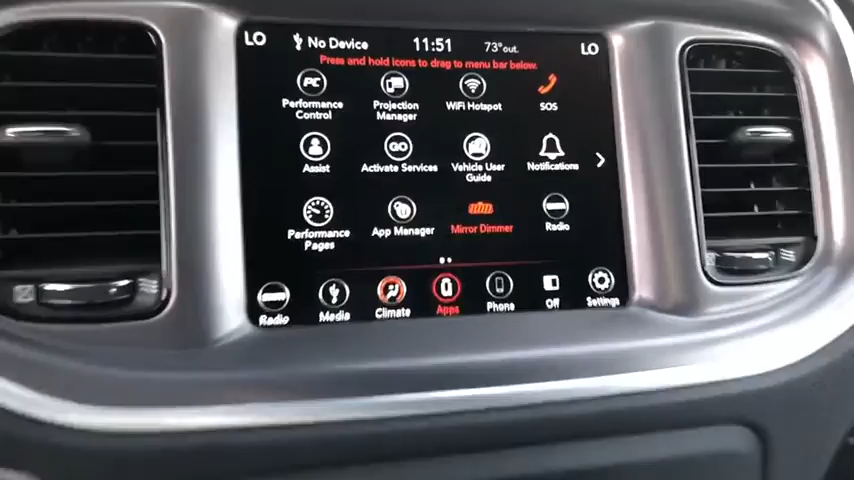 LO
No Device
11:51
73°out.
LO
Press and hold icons to drag to menu bar below.
PC
Performance
Control
Projection
Manager
WiFi Hotspot
SOS
Assist
GO
Activate Services
Vehicle User
Guide
Notifications
Performance
Pages
App Manager
Mirror Dimmer
Radio
Radio
Media
Climate
Apps
Phone
Off
Settings